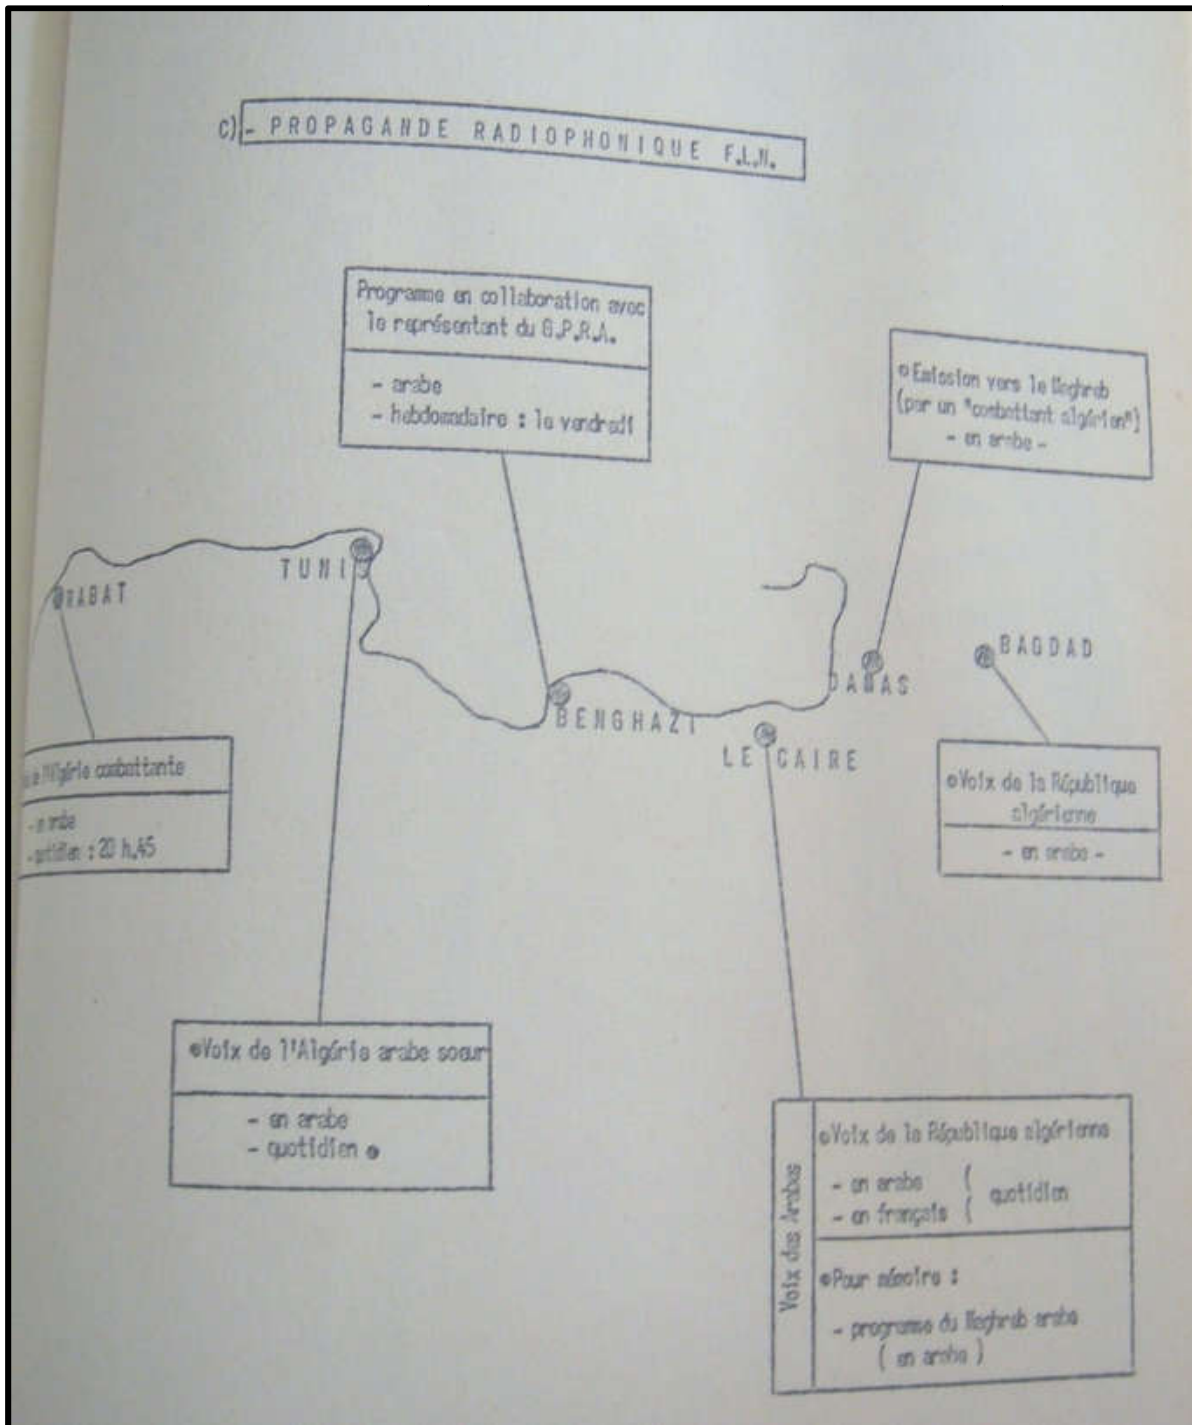 c) - PROPAGANDE RADIOPHONIQUE F.L.N.
Programme en collaboration avec
le représentant du G.P.R.A.
- arabe
- hebdomadaire : le vendredi
Emission vers le Maghreb
(par un "combattant algérien")
- en arabe -
TUNIS
RABAT
BENGHAZI
DAMAS
BAGDAD
LE CAIRE
l'Algérie combattante
- en arabe
- quotidien : 20 h.45
Voix de la République
algérienne
- en arabe -
Voix de l'Algérie arabe soeur
- en arabe
- quotidien
Voix des Arabes
Voix de la République algérienne
- en arabe (
- en français ( quotidien
Pour mémoire :
- programme du Maghreb arabe
( en arabe )